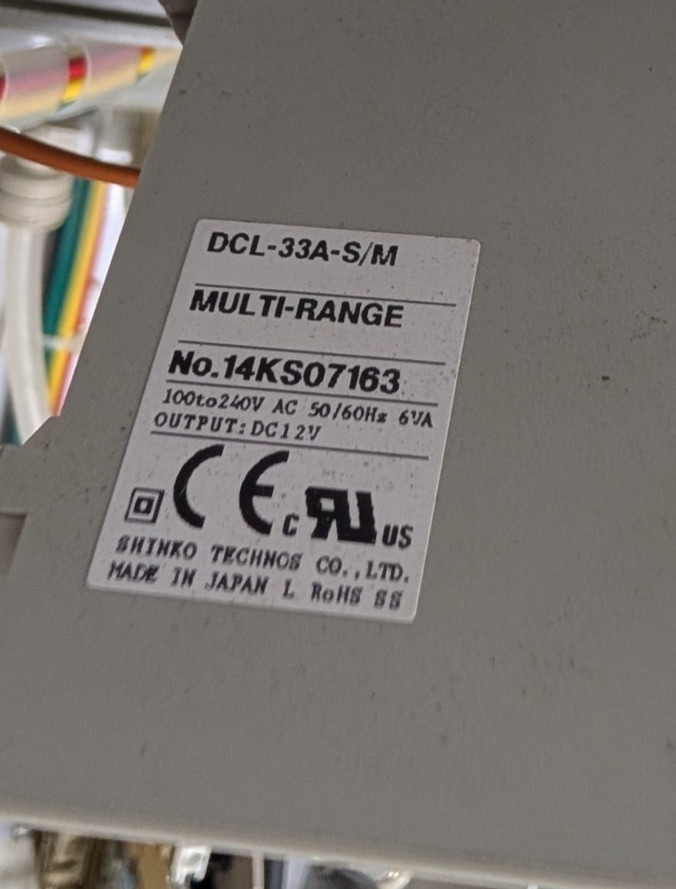 DCL-33A-S/M
MULTI-RANGE
No.14KS07163
100to240V AC 50/60Hz 6VA
OUTPUT:DC12V
CE c RU US
SHINKO TECHNOS CO.,LTD.
MADE IN JAPAN L RoHS SS